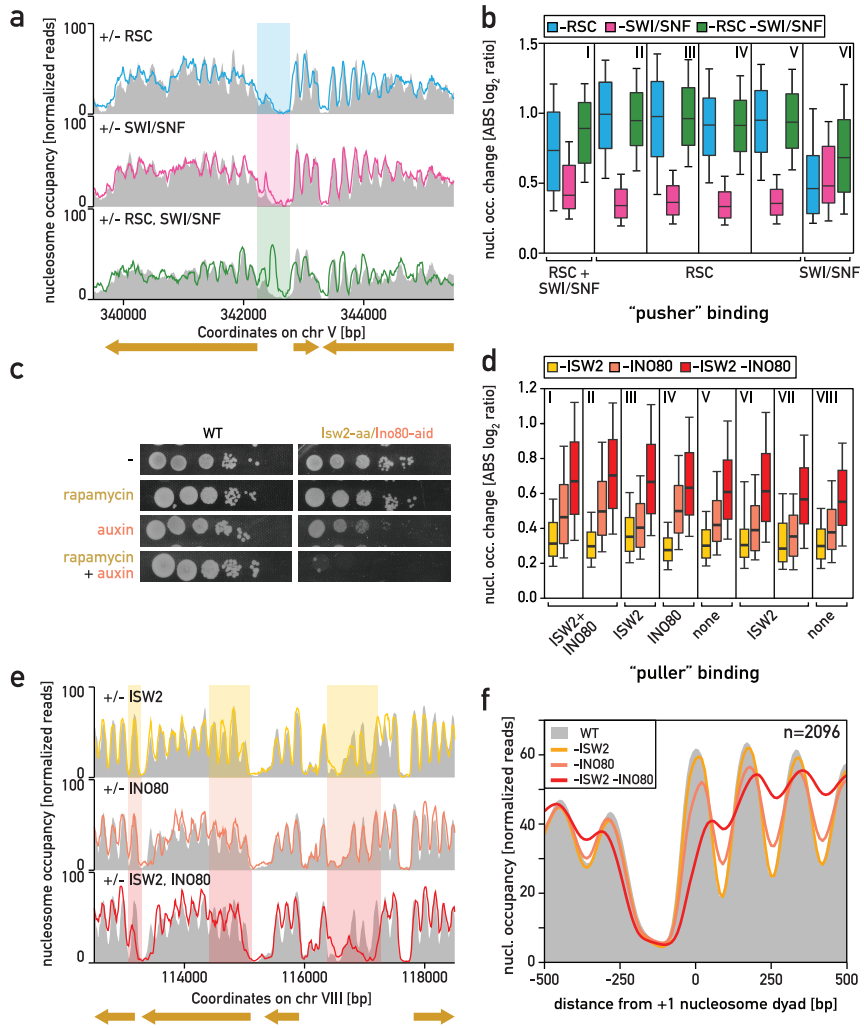 a
+/- RSC
100
0
+/- SWI/SNF
100
0
+/- RSC, SWI/SNF
100
0
nucleosome occupancy [normalized reads]
340000 342000 344000
Coordinates on chr V [bp]
b
-RSC -SWI/SNF -RSC -SWI/SNF
nucl. occ. change [ABS log2 ratio]
1.5
1.0
0.5
0.0
I II III IV V VI
RSC + SWI/SNF
RSC
SWI/SNF
"pusher" binding
c
WT Isw2-aa/Ino80-aid
-
rapamycin
auxin
rapamycin
+ auxin
d
-ISW2 -INO80 -ISW2 -INO80
nucl. occ. change [ABS log2 ratio]
1.2
1.0
0.8
0.6
0.4
0.2
0.0
I II III IV V VI VII VIII
ISW2+
INO80
ISW2
INO80
none
ISW2
none
"puller" binding
e
+/- ISW2
100
0
+/- INO80
100
0
+/- ISW2, INO80
100
0
nucleosome occupancy [normalized reads]
114000 116000 118000
Coordinates on chr VIII [bp]
f
WT
-ISW2
-INO80
-ISW2 -INO80
n=2096
nucl. occupancy [normalized reads]
60
40
20
0
-500 -250 0 250 500
distance from +1 nucleosome dyad [bp]